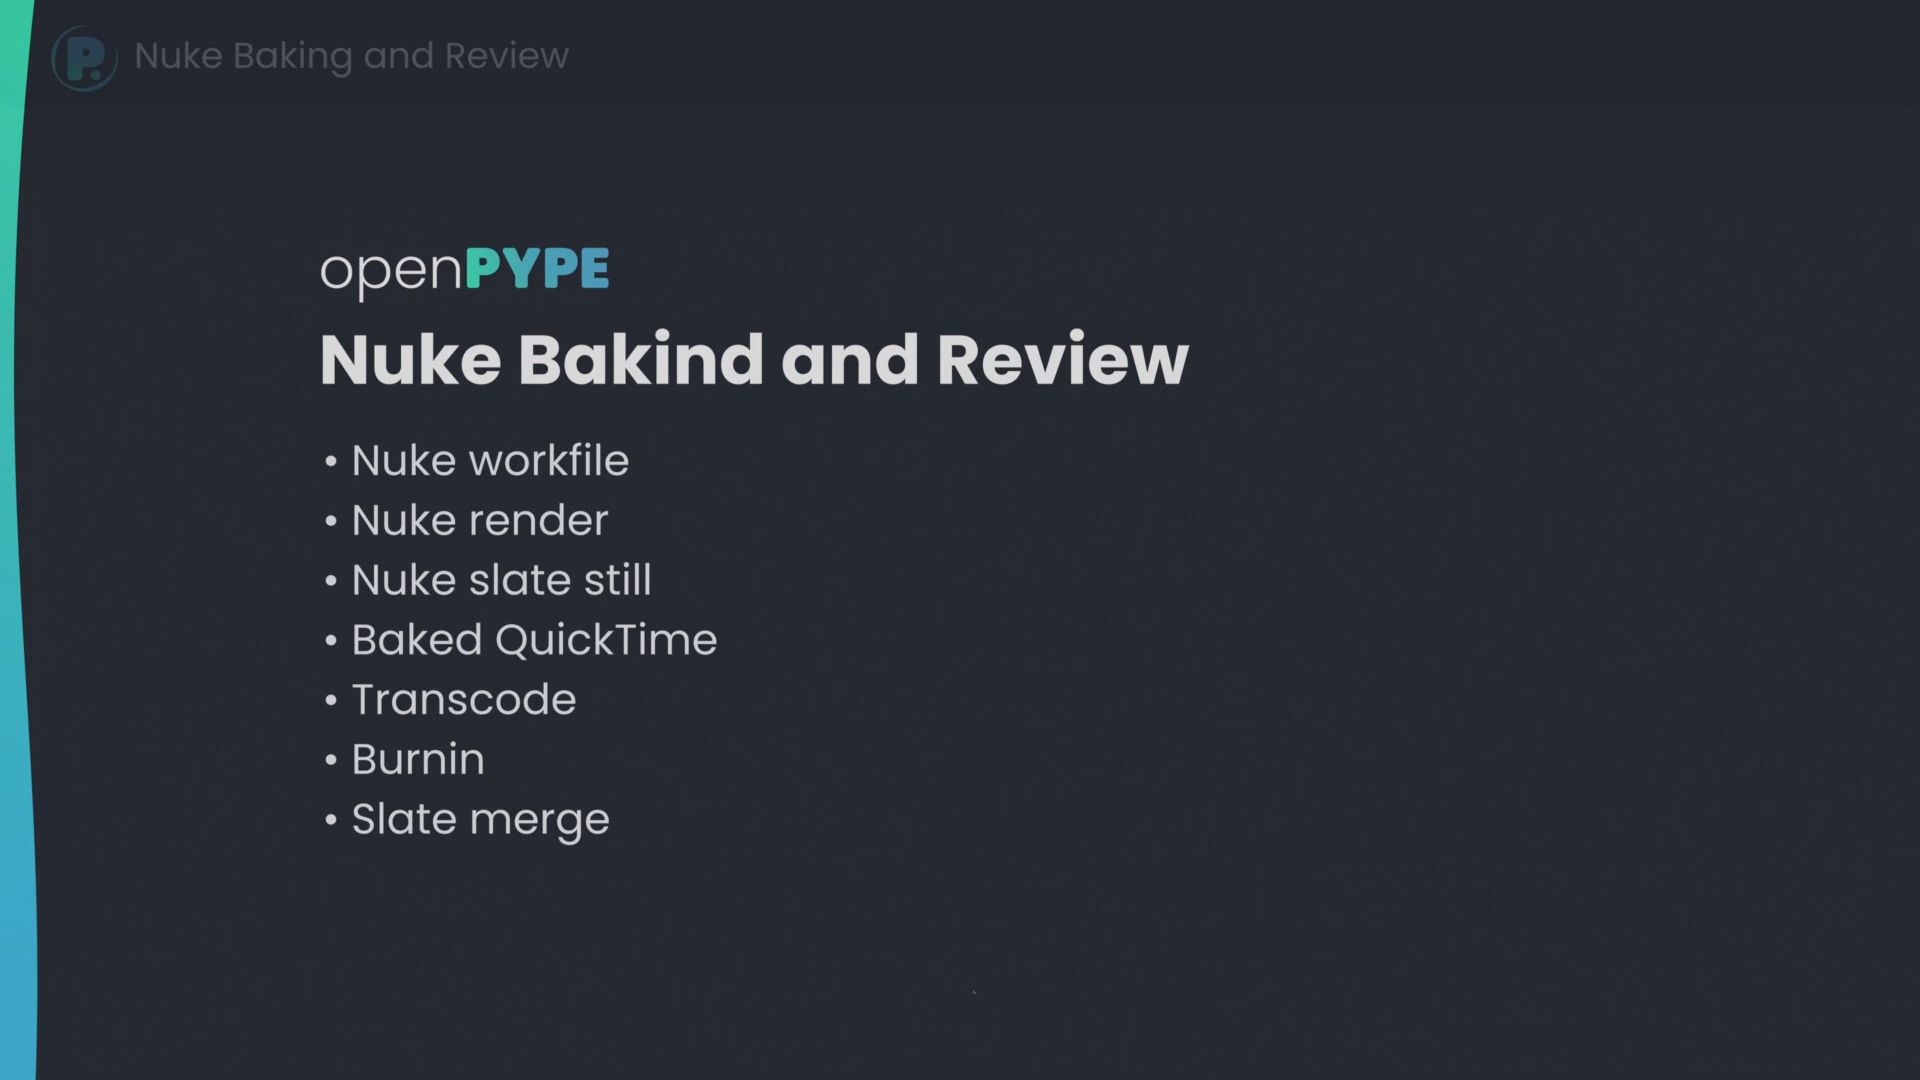 P.
Nuke Baking and Review
openPYPE
Nuke Bakind and Review
• Nuke workfile
• Nuke render
• Nuke slate still
• Baked QuickTime
• Transcode
• Burnin
• Slate merge